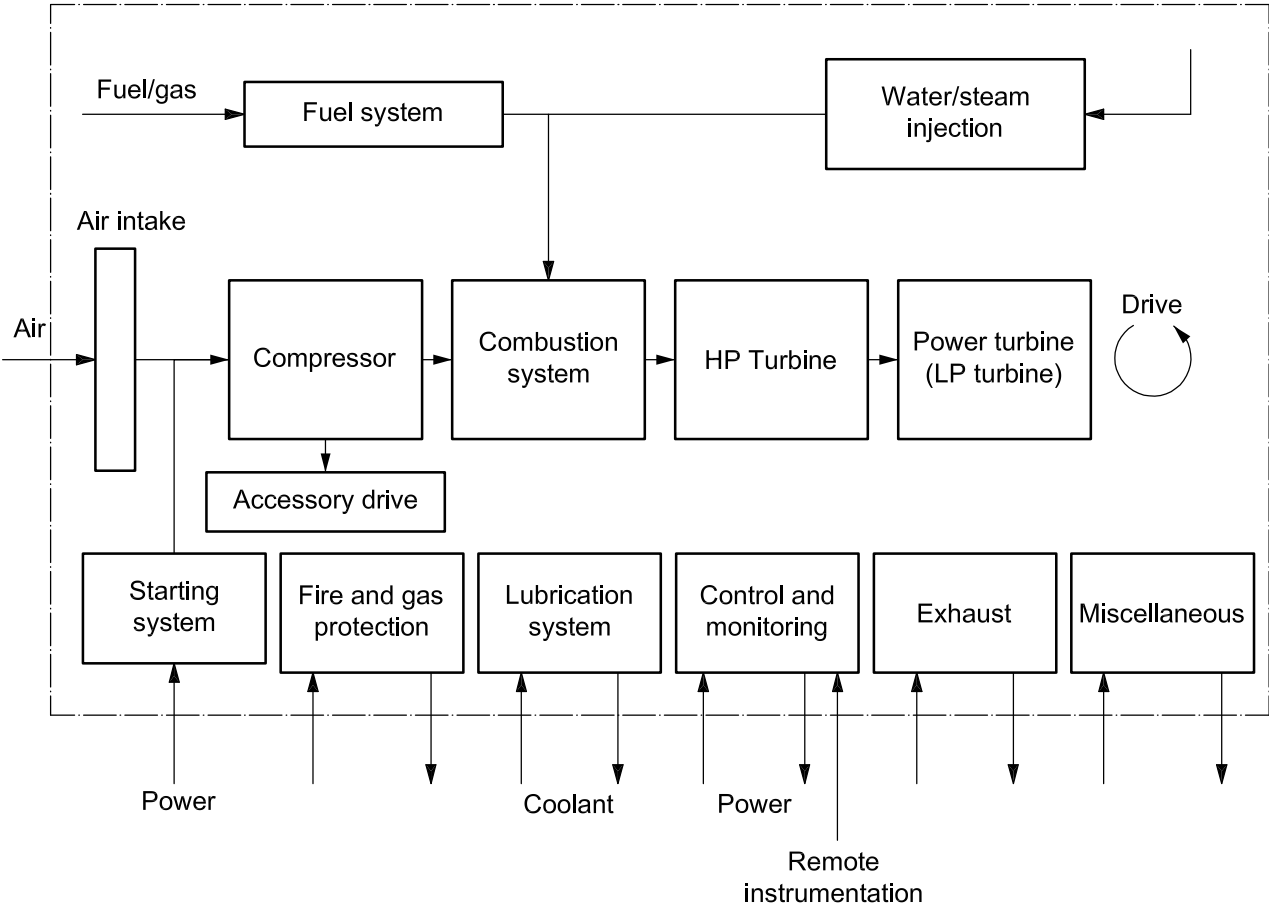 Fuel/gas
Fuel system
Water/steam
injection
Air intake
Air
Compressor
Combustion
system
HP Turbine
Power turbine
(LP turbine)
Drive
Accessory drive
Starting
system
Fire and gas
protection
Lubrication
system
Control and
monitoring
Exhaust
Miscellaneous
Power
Coolant
Power
Remote
instrumentation